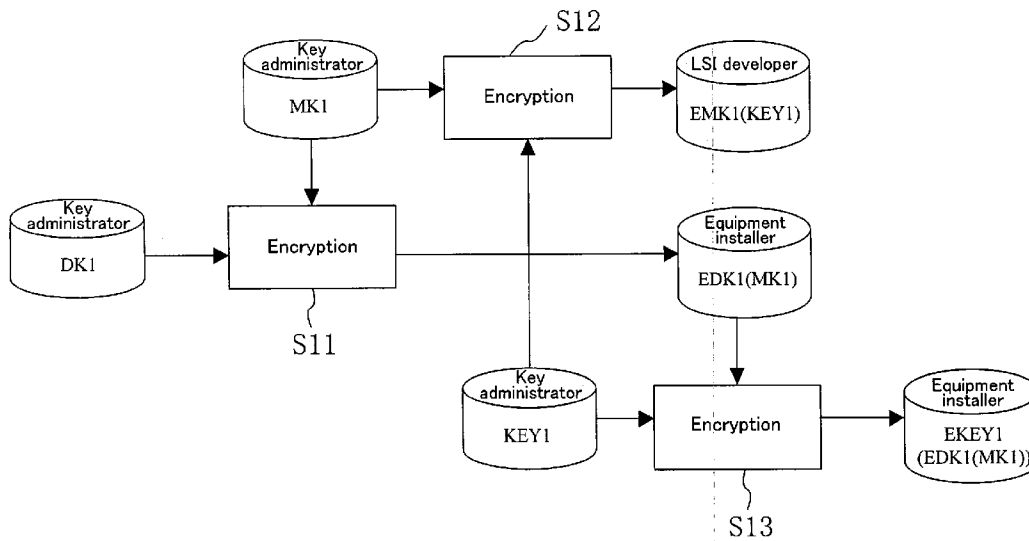 S12
Key
administrator
MK1
Encryption
LSI developer
EMK1(KEY1)
Key
administrator
DK1
Encryption
Equipment
installer
EDK1(MK1)
S11
Key
administrator
KEY1
Encryption
Equipment
installer
EKEY1
(EDK1(MK1))
S13